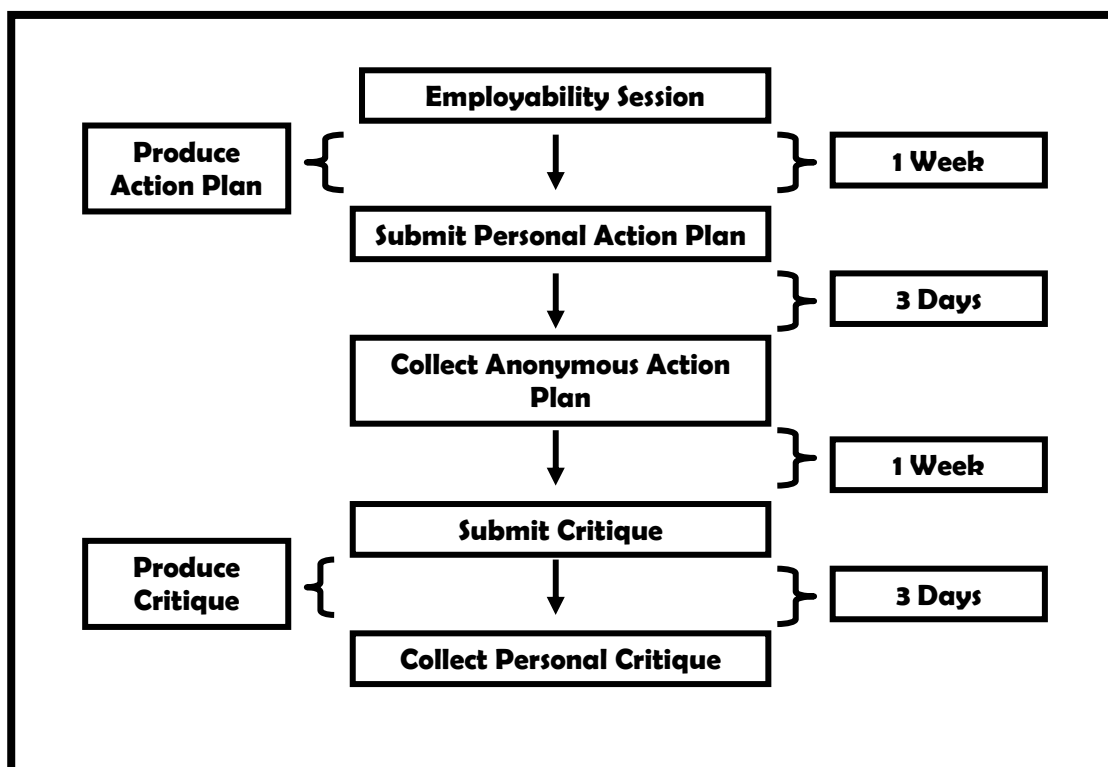 Employability Session
Produce
Action Plan
1 Week
Submit Personal Action Plan
3 Days
Collect Anonymous Action
Plan
1 Week
Submit Critique
Produce
Critique
3 Days
Collect Personal Critique